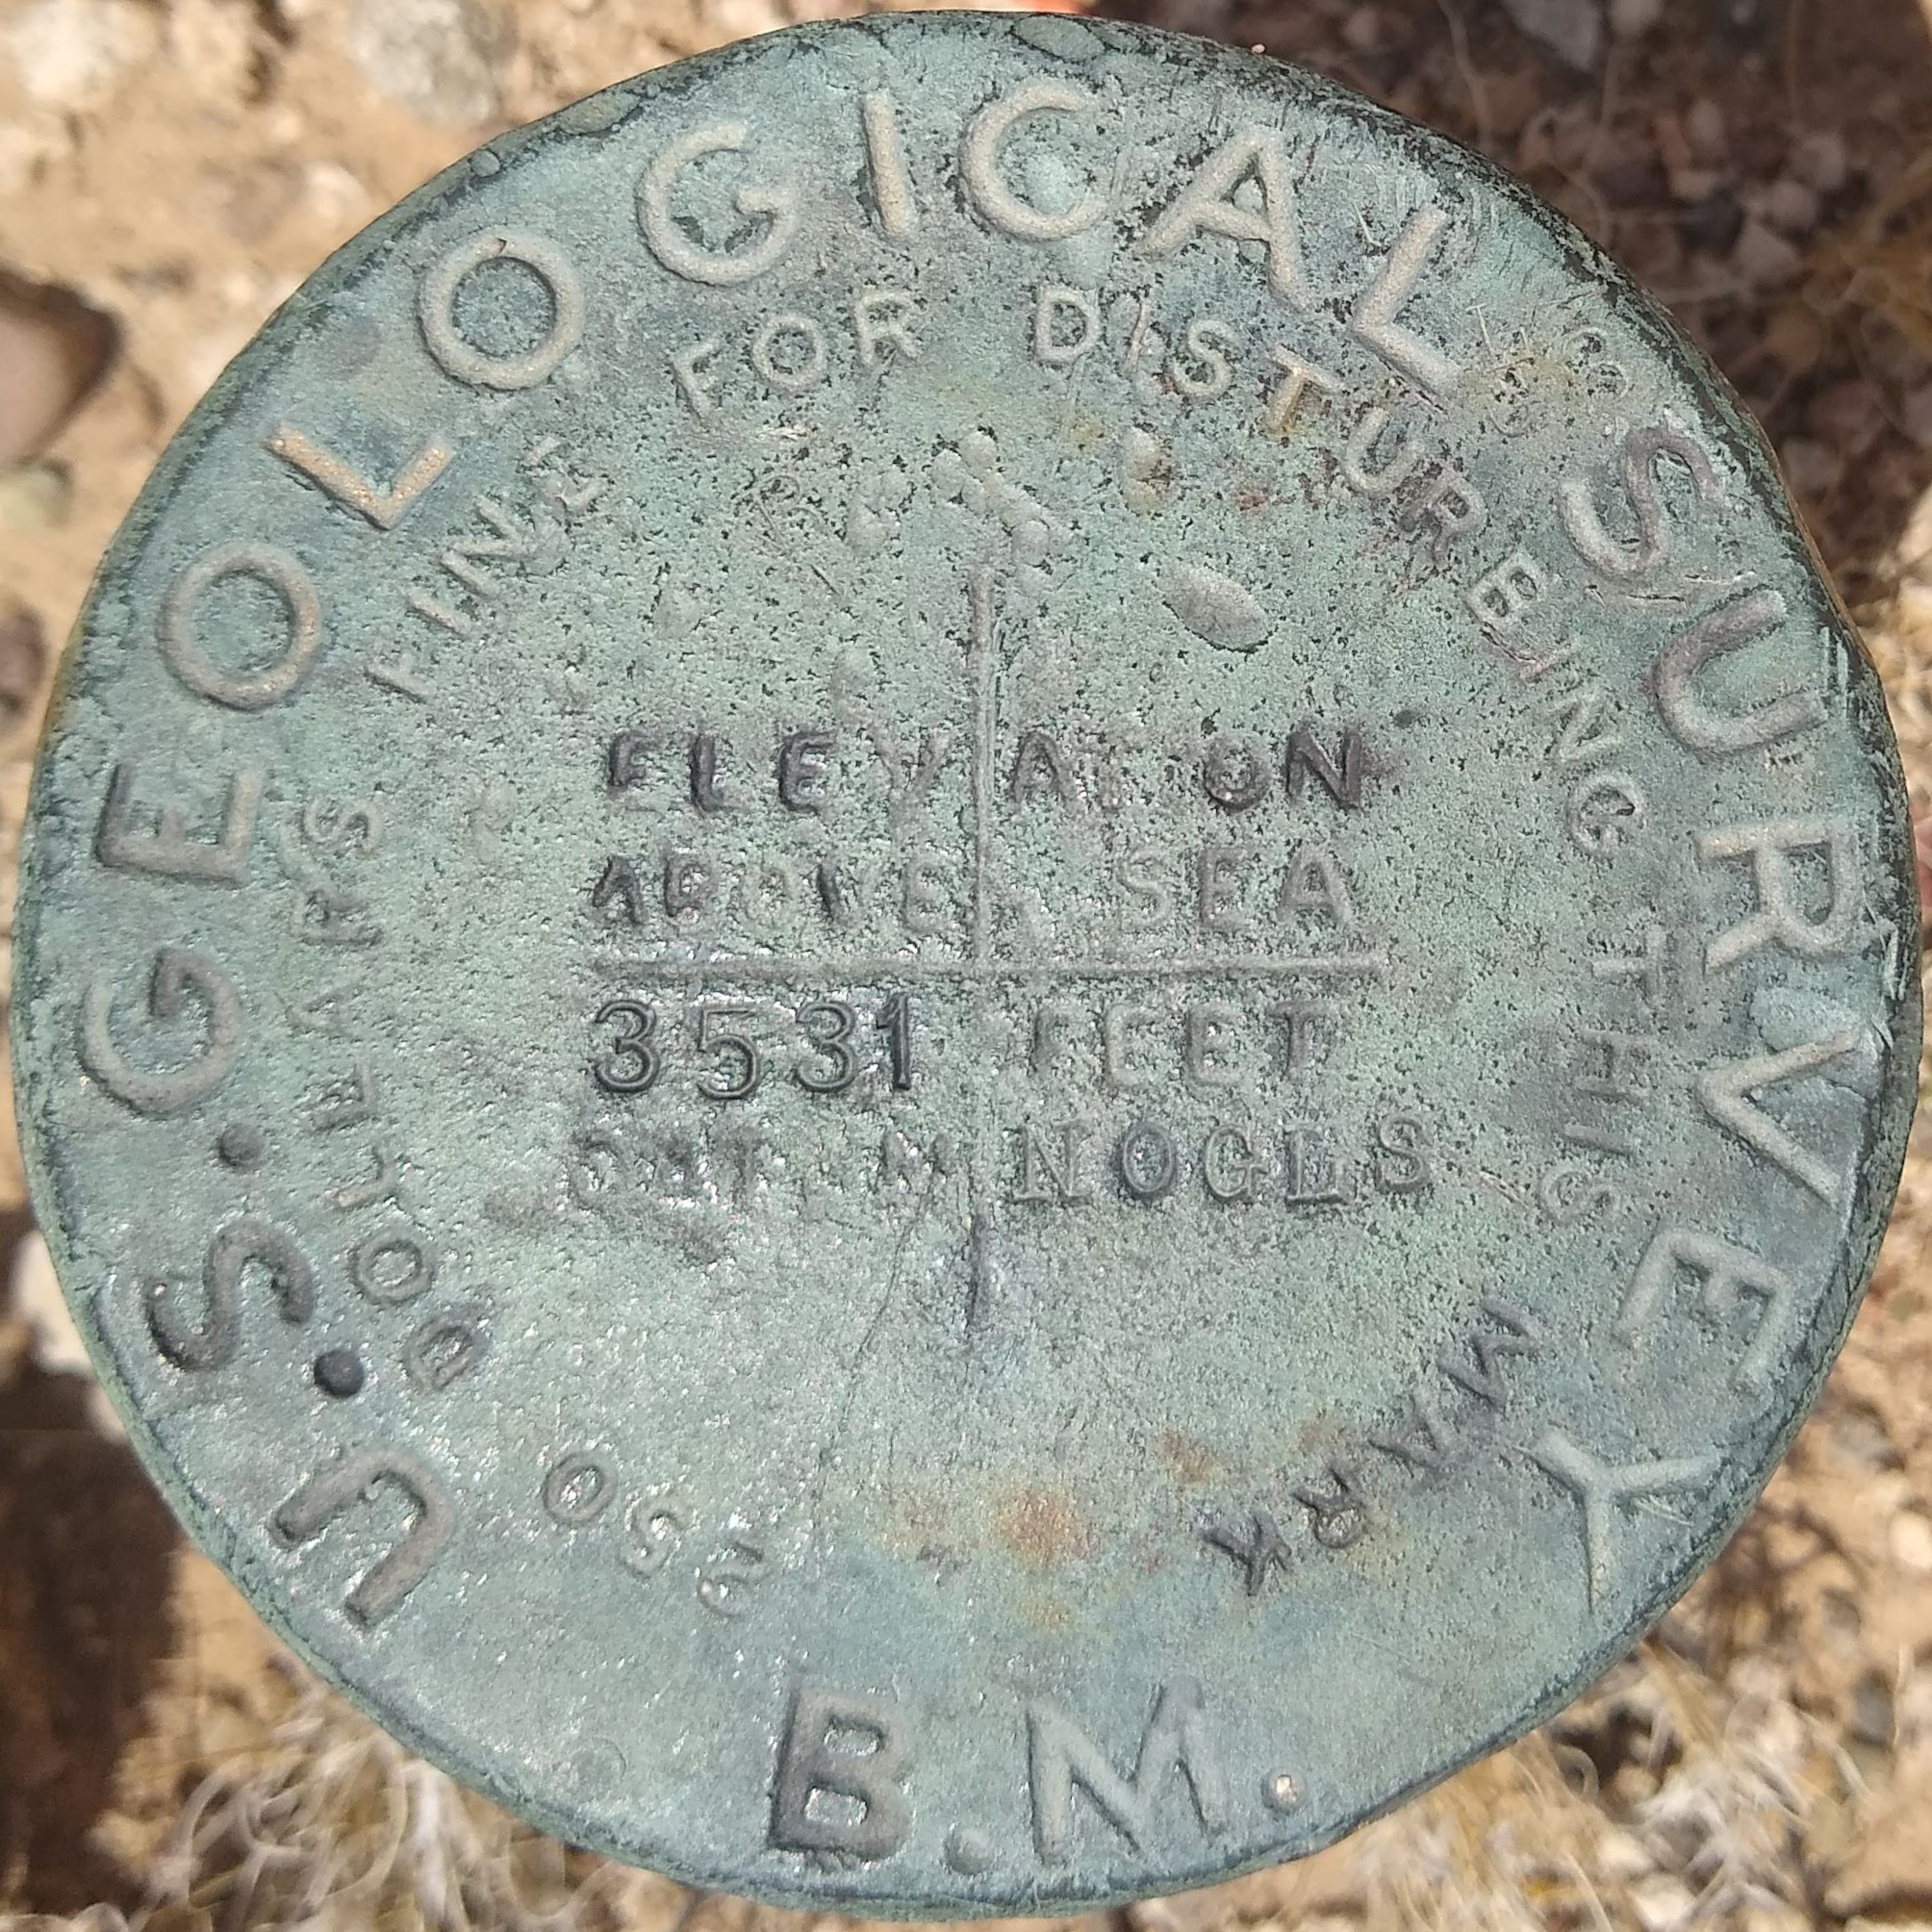 U.S. GEOLOGICAL SURVEY
250 DOLLARS FINE FOR DISTURBING THIS MARK
ELEVATION
ABOVE SEA
3531 FEET
NOGLS
B.M.